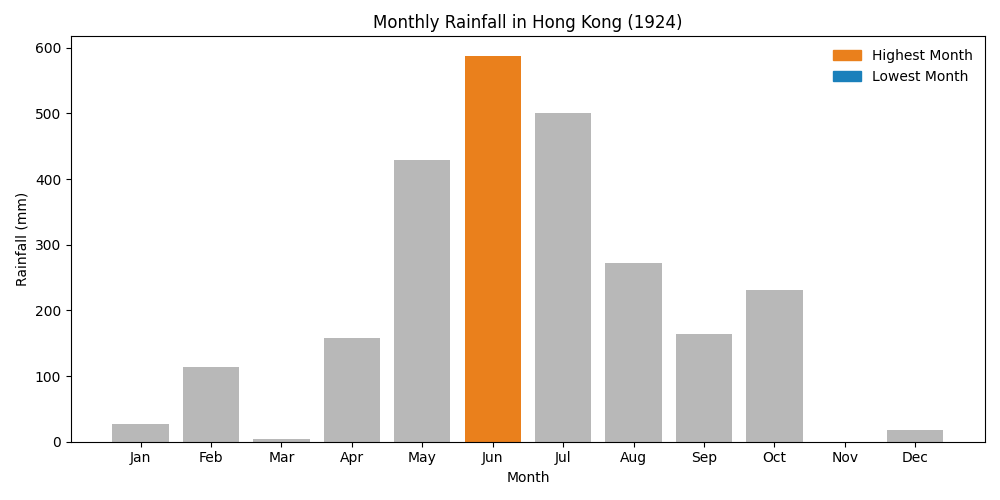 Monthly Rainfall in Hong Kong (1924)
Highest Month
Lowest Month
Rainfall (mm)
600
500
400
300
200
100
0
Jan Feb Mar Apr May Jun Jul Aug Sep Oct Nov Dec
Month